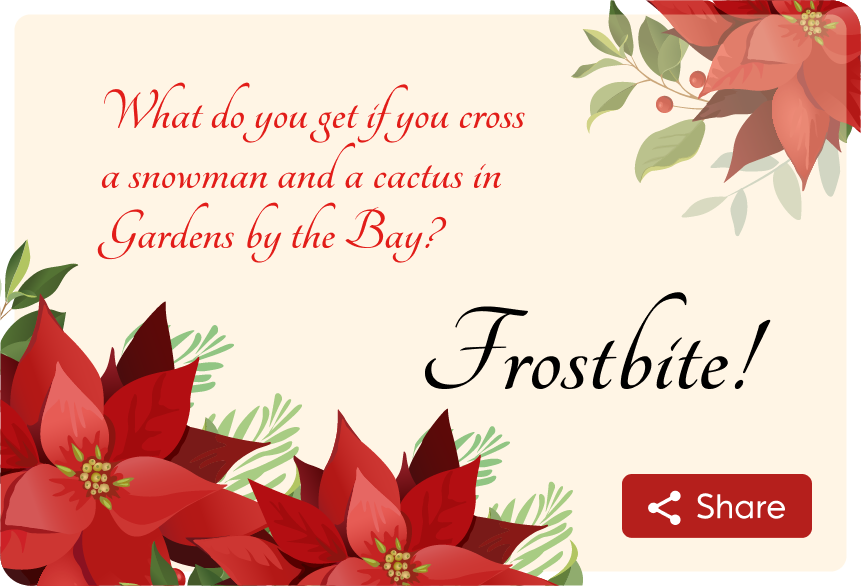 What do you get if you cross
a snowman and a cactus in
Gardens by the Bay?
Frostbite!
Share